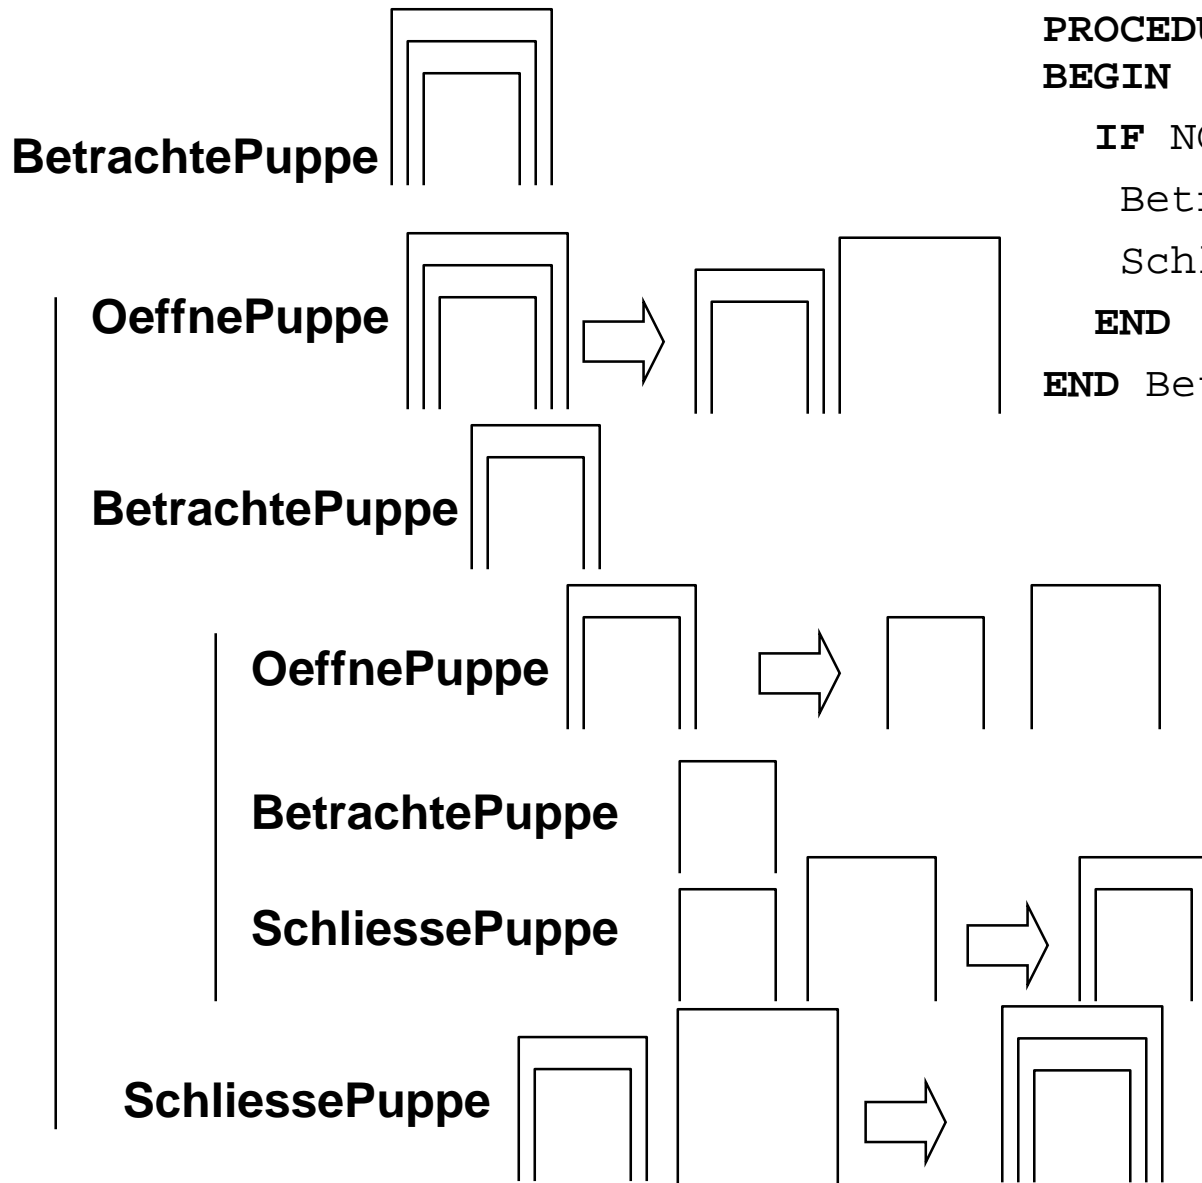 PROCEDU
BEGIN
IF NO
Betr
Schl
END
END Bet
BetrachtePuppe
OeffnePuppe
BetrachtePuppe
OeffnePuppe
BetrachtePuppe
SchliessePuppe
SchliessePuppe